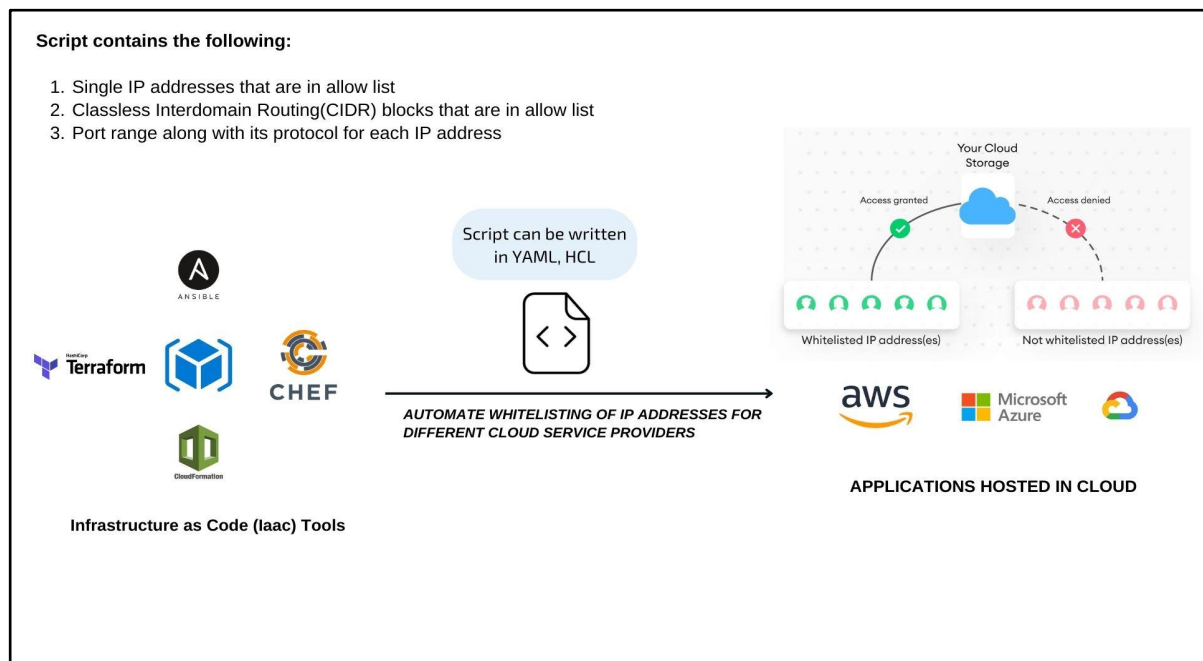 Script contains the following:
1. Single IP addresses that are in allow list
2. Classless Interdomain Routing(CIDR) blocks that are in allow list
3. Port range along with its protocol for each IP address
Your Cloud
Storage
Access granted
Access denied
Script can be written
in YAML, HCL
ANSIBLE
Whitelisted IP address(es)
Not whitelisted IP address(es)
HashiCorp
Terraform
CHEF
aws
Microsoft
Azure
AUTOMATE WHITELISTING OF IP ADDRESSES FOR
DIFFERENT CLOUD SERVICE PROVIDERS
CloudFormation
APPLICATIONS HOSTED IN CLOUD
Infrastructure as Code (Iaac) Tools